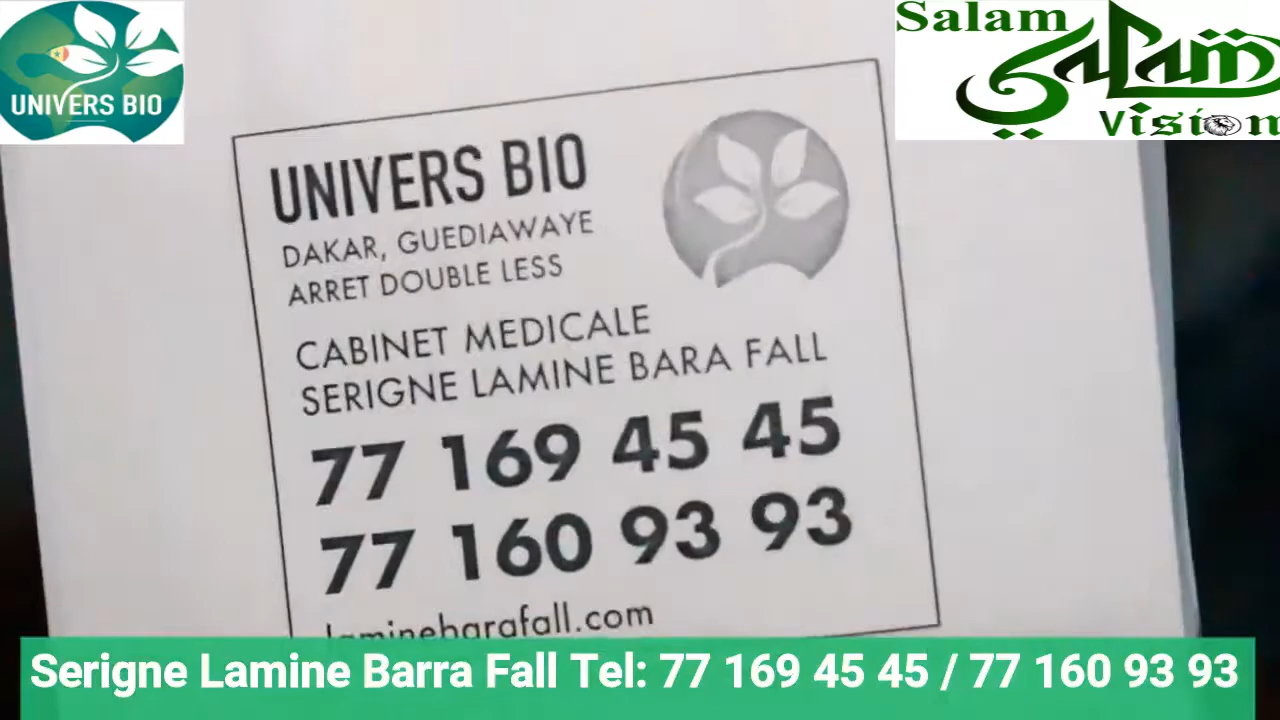 UNIVERS BIO
Salam
Vision
UNIVERS BIO
DAKAR, GUEDIAWAYE
ARRET DOUBLE LESS
CABINET MEDICALE
SERIGNE LAMINE BARA FALL
77 169 45 45
77 160 93 93
laminebarafall.com
Serigne Lamine Barra Fall Tel: 77 169 45 45 / 77 160 93 93